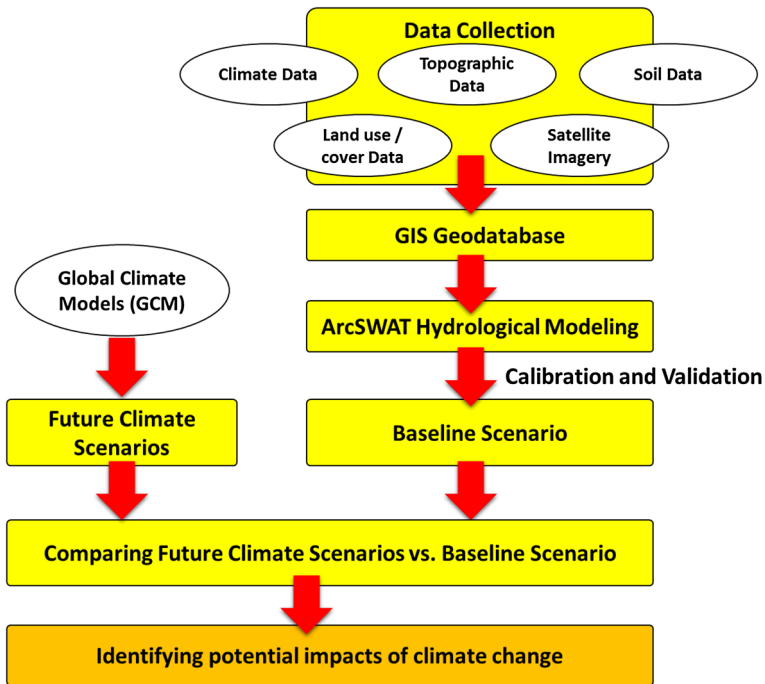 Data Collection
Climate Data
Topographic
Data
Soil Data
Land use /
cover Data
Satellite
Imagery
GIS Geodatabase
Global Climate
Models (GCM)
ArcSWAT Hydrological Modeling
Calibration and Validation
Future Climate
Scenarios
Baseline Scenario
Comparing Future Climate Scenarios vs. Baseline Scenario
Identifying potential impacts of climate change